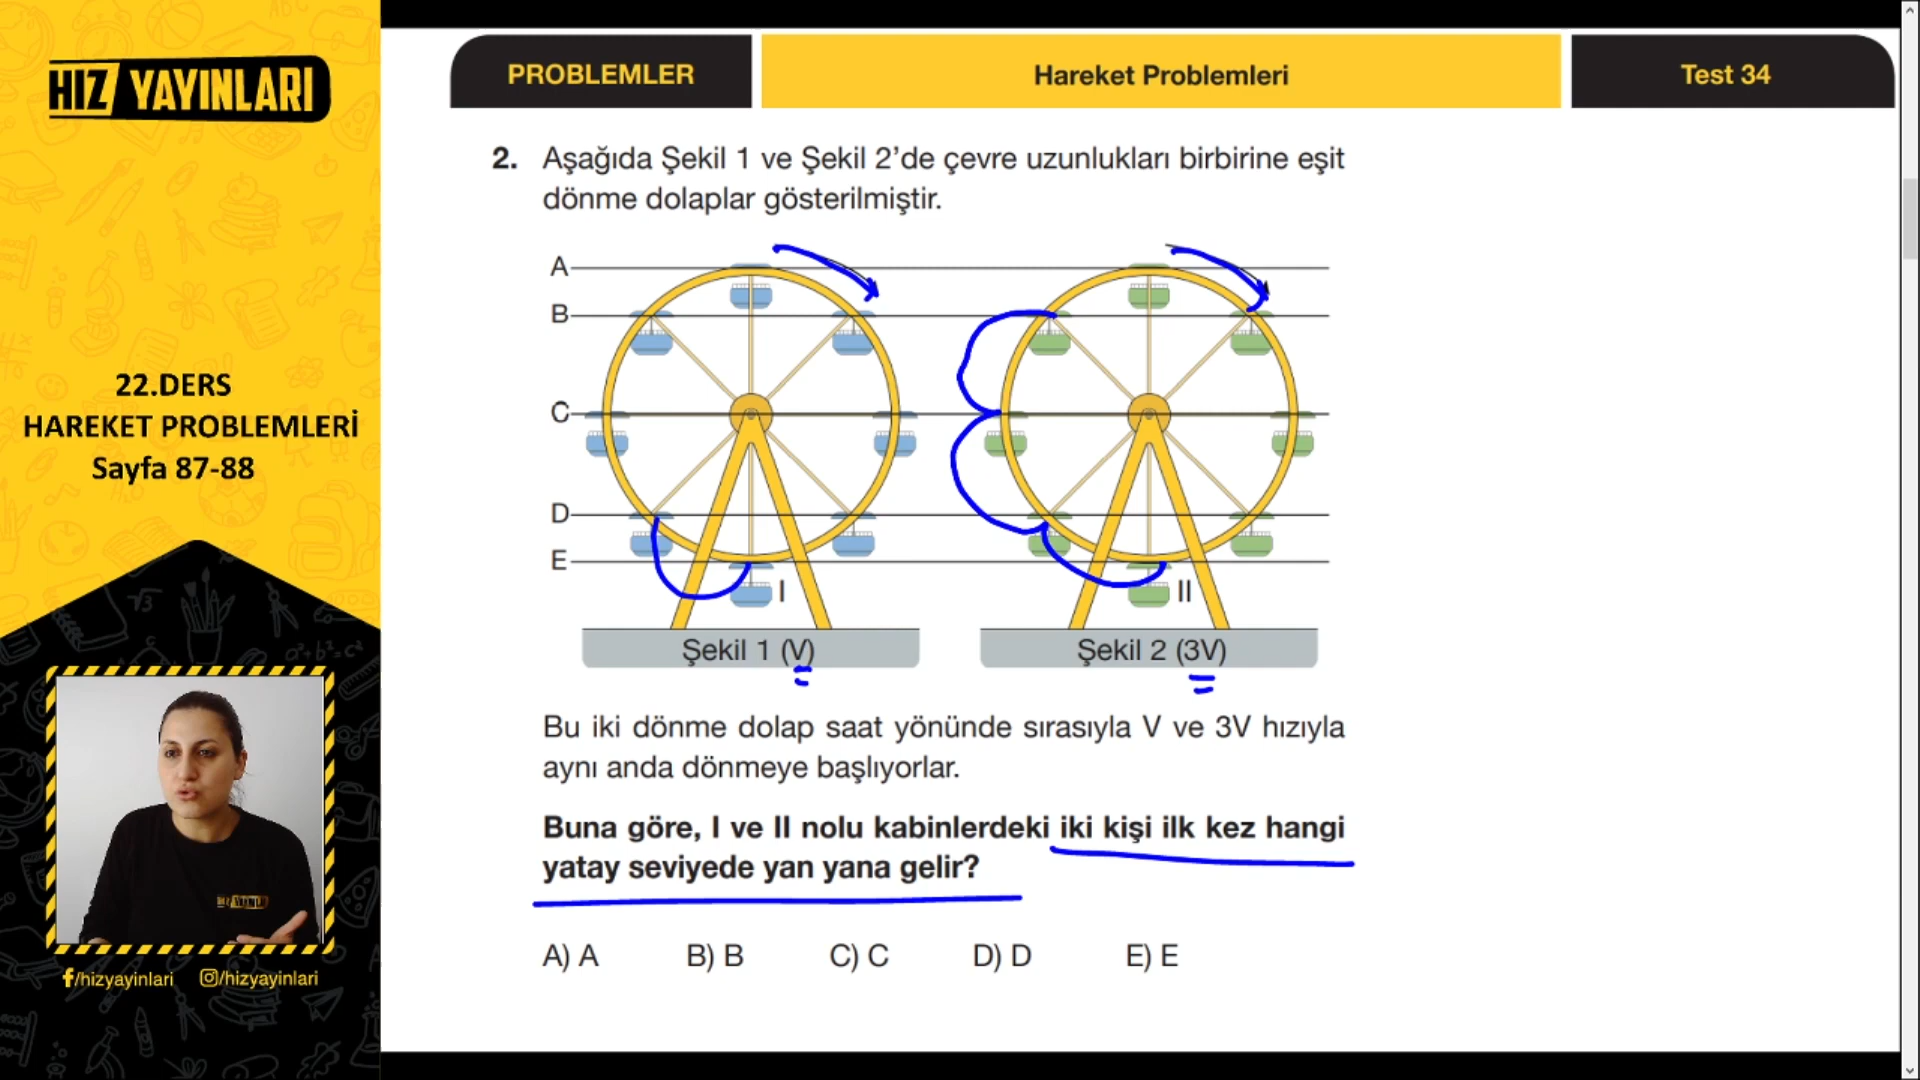 HIZ YAYINLARI
22.DERS
HAREKET PROBLEMLERİ
Sayfa 87-88
/hizyayinlari /hizyayinlari
PROBLEMLER
Hareket Problemleri
Test 34
2. Aşağıda Şekil 1 ve Şekil 2’de çevre uzunlukları birbirine eşit
dönme dolaplar gösterilmiştir.
A
B
C
D
E
I
II
Şekil 1 (V)
Şekil 2 (3V)
Bu iki dönme dolap saat yönünde sırasıyla V ve 3V hızıyla
aynı anda dönmeye başlıyorlar.
Buna göre, I ve II nolu kabinlerdeki iki kişi ilk kez hangi
yatay seviyede yan yana gelir?
A) A B) B C) C D) D E) E